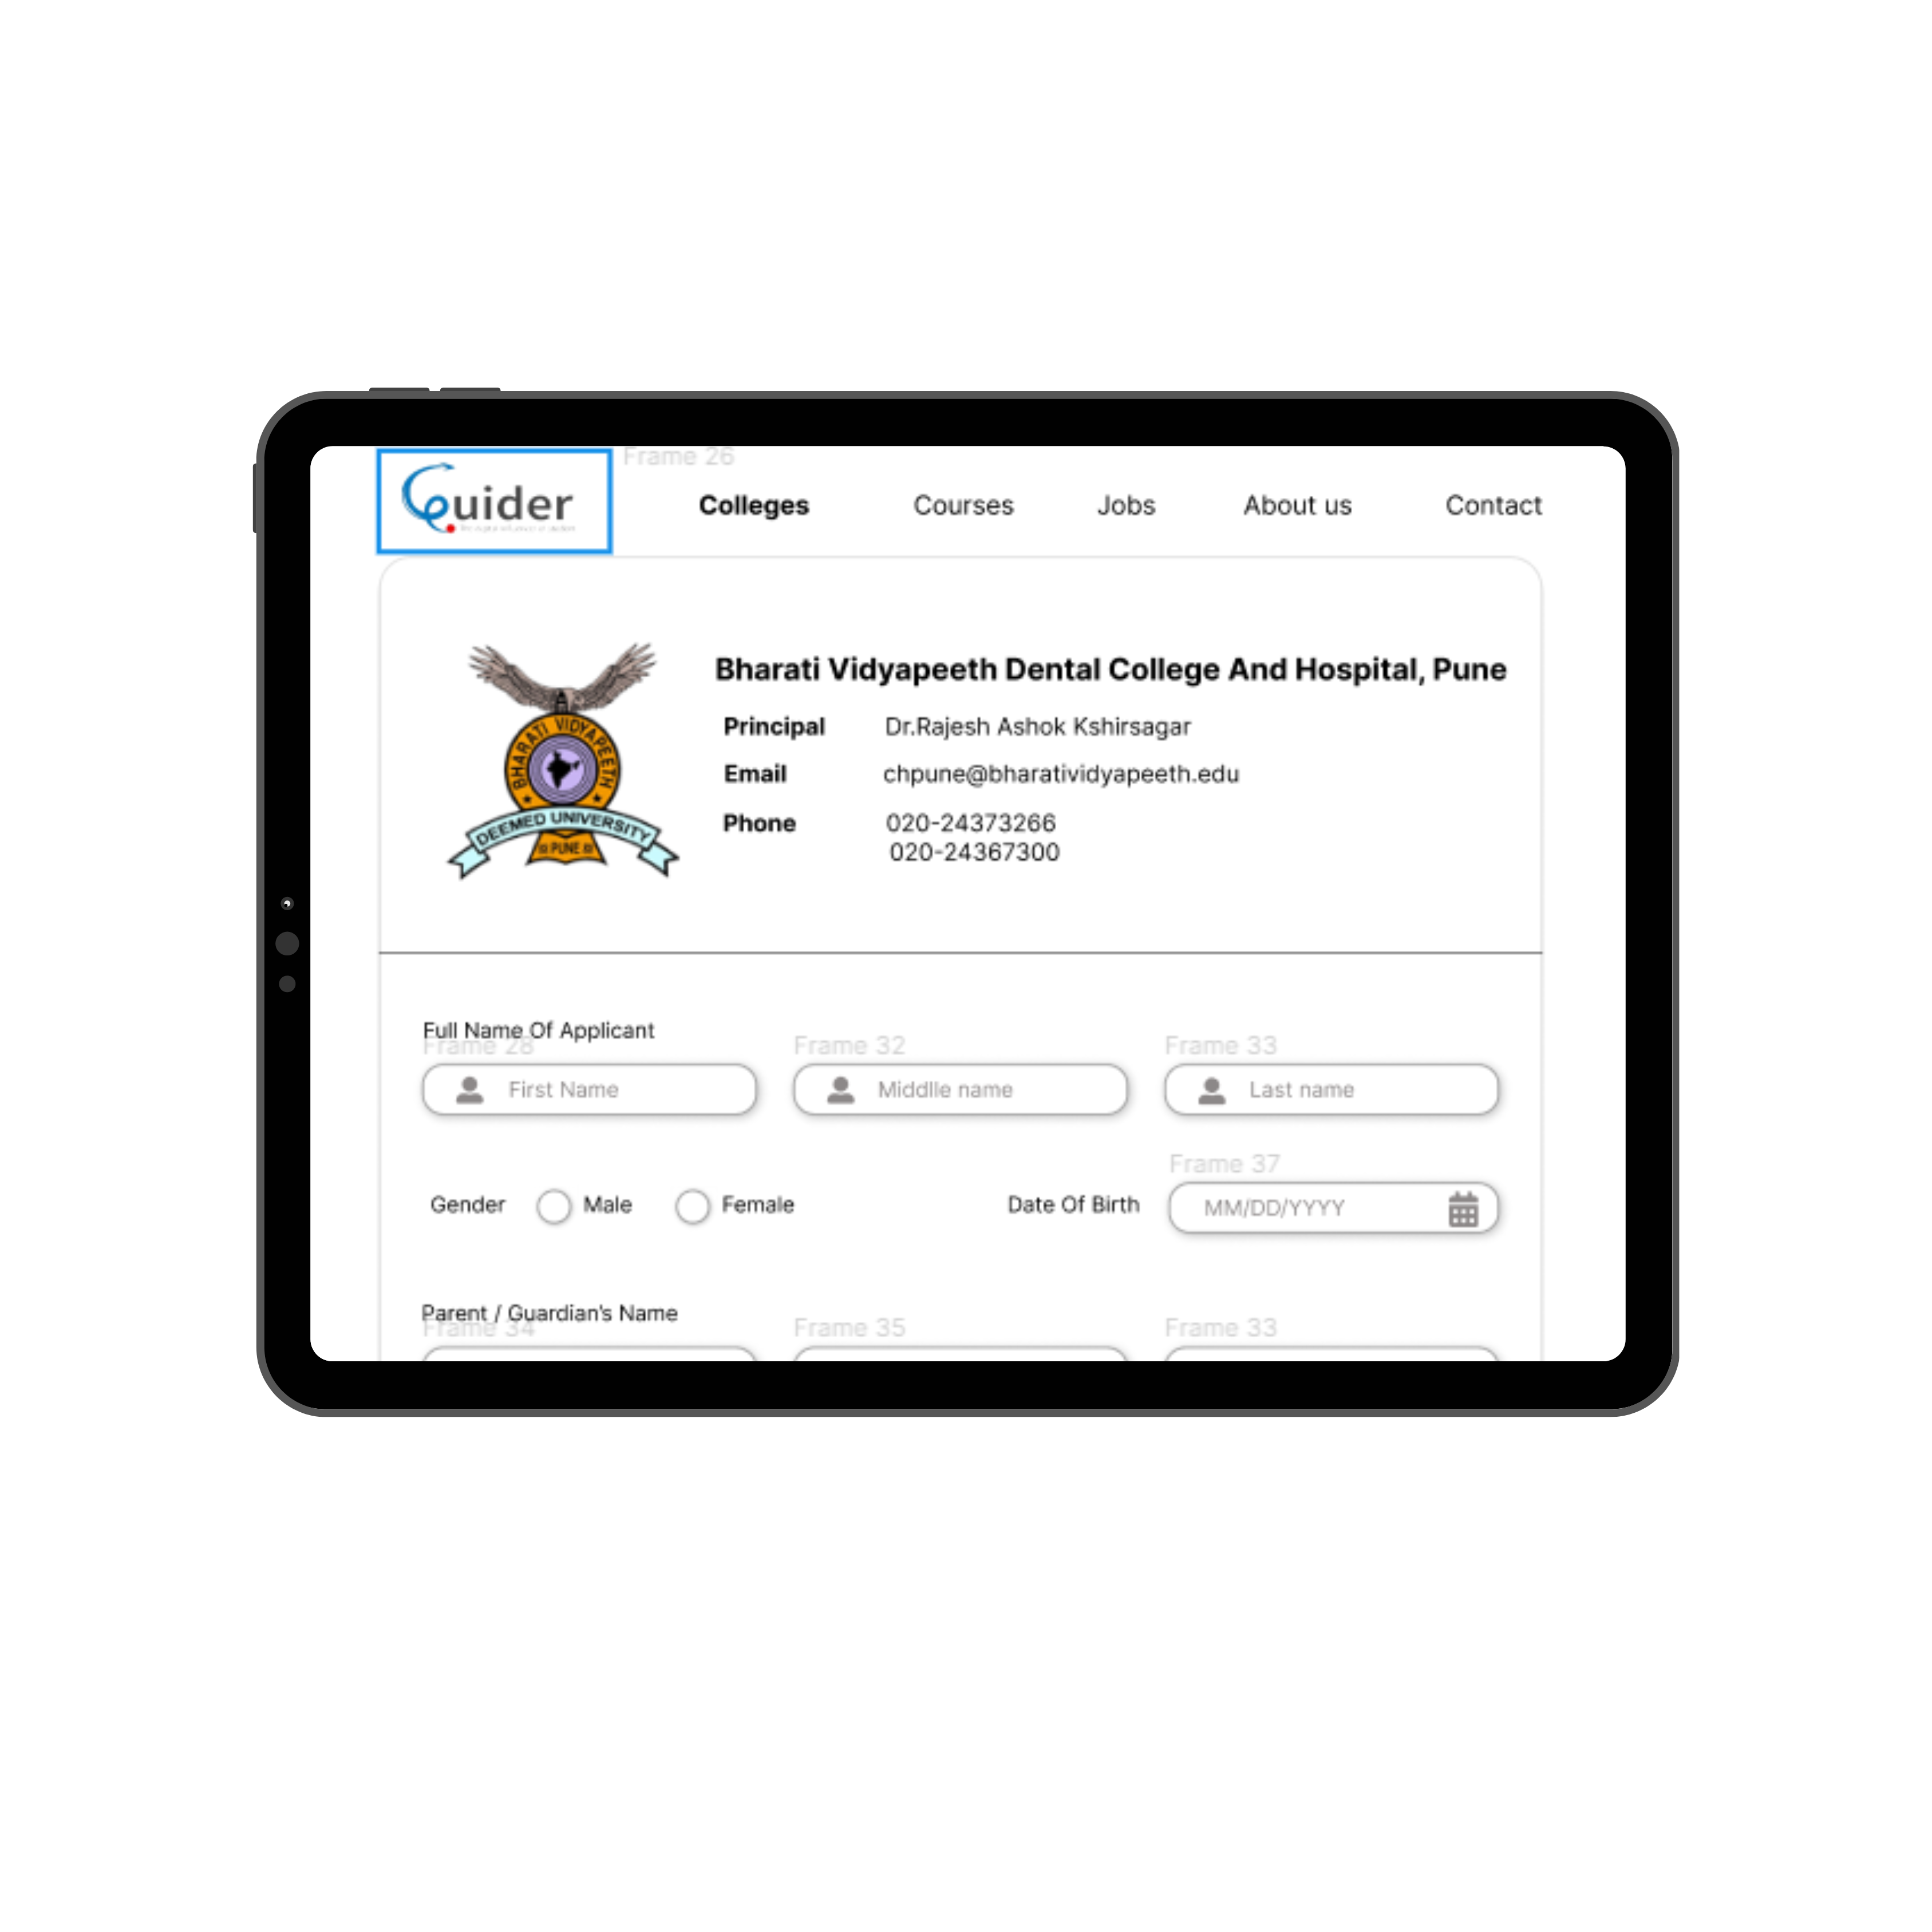 Frame 26
Guider
Colleges Courses Jobs About us Contact
BHARATI VIDYAPEETH
DEEMED UNIVERSITY
PUNE
Bharati Vidyapeeth Dental College And Hospital, Pune
Principal Dr.Rajesh Ashok Kshirsagar
Email chpune@bharatividyapeeth.edu
Phone 020-24373266
020-24367300
Full Name Of Applicant
Frame 28 Frame 32 Frame 33
First Name Middlle name Last name
Frame 37
Gender Male Female Date Of Birth MM/DD/YYYY
Parent / Guardian's Name
Frame 34 Frame 35 Frame 33